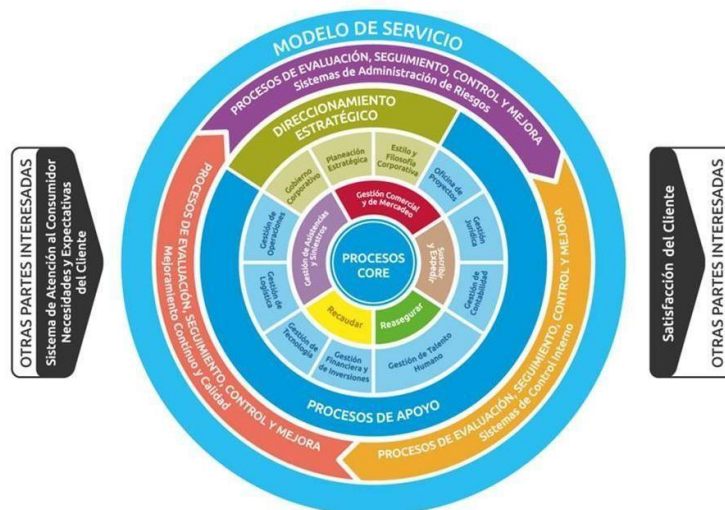 MODELO DE SERVICIO
PROCESOS DE EVALUACIÓN, SEGUIMIENTO, CONTROL Y MEJORA
Sistemas de Administración de Riesgos
DIRECCIONAMIENTO
ESTRATÉGICO
Gobierno
Corporativo
Planeación
Estratégica
Estilo y
Filosofía
Corporativa
Oficina de
Proyectos
Gestión
Jurídica
Gestión de
Contabilidad
Gestión de Talento
Humano
Gestión
Financiera y
de Inversiones
Gestión de
Tecnología
Gestión de
Logística
Gestión de
Operaciones
Gestión Comercial
y de Mercadeo
Suscribir
y Expedir
Reasegurar
Recaudar
Gestión de Asistencias
y Siniestros
PROCESOS
CORE
PROCESOS DE APOYO
PROCESOS DE EVALUACIÓN, SEGUIMIENTO, CONTROL Y MEJORA
Sistemas de Control Interno
PROCESOS DE EVALUACIÓN, SEGUIMIENTO, CONTROL Y MEJORA
Mejoramiento Contínuo y Calidad
OTRAS PARTES INTERESADAS
Sistema de Atención al Consumidor
Necesidades y Expectativas
del Cliente
Satisfacción del Cliente
OTRAS PARTES INTERESADAS